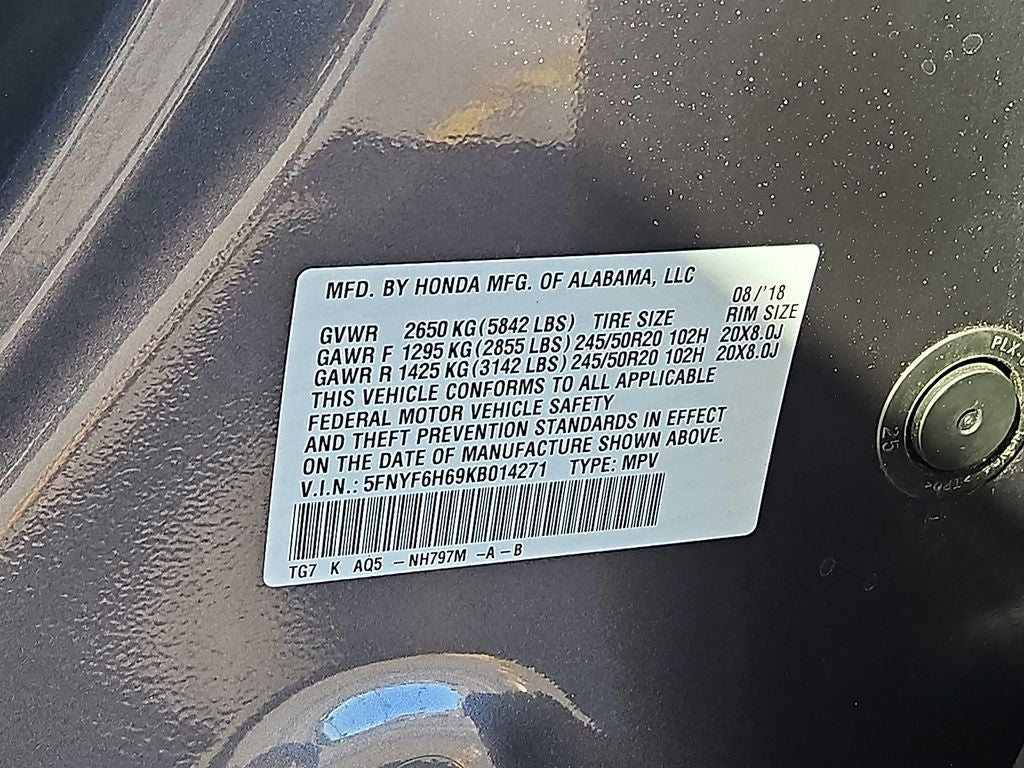 MFD. BY HONDA MFG. OF ALABAMA, LLC
08/'18
GVWR 2650 KG(5842 LBS) TIRE SIZE RIM SIZE
GAWR F 1295 KG(2855 LBS) 245/50R20 102H 20X8.0J
GAWR R 1425 KG(3142 LBS) 245/50R20 102H 20X8.0J
THIS VEHICLE CONFORMS TO ALL APPLICABLE
FEDERAL MOTOR VEHICLE SAFETY
AND THEFT PREVENTION STANDARDS IN EFFECT
ON THE DATE OF MANUFACTURE SHOWN ABOVE.
V.I.N.: 5FNYF6H69KB014271 TYPE: MPV
TG7 K AQ5 -NH797M -A-B
PLX-
25